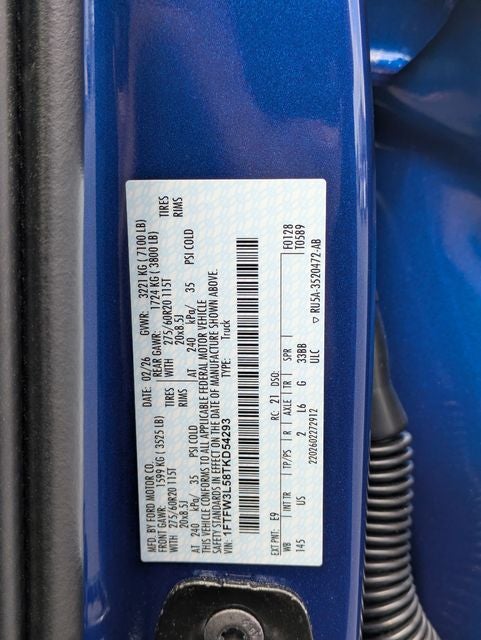 MFD. BY FORD MOTOR CO.
DATE: 02/26 GVWR: 3221 KG ( 7100 LB)
FRONT GAWR: 1599 KG ( 3525 LB) REAR GAWR: 1724 KG ( 3800 LB)
WITH 275/60R20 115T TIRES WITH 275/60R20 115T TIRES
20x8.5J RIMS 20x8.5J RIMS
AT 240 kPa/ 35 PSI COLD AT 240 kPa/ 35 PSI COLD
THIS VEHICLE CONFORMS TO ALL APPLICABLE FEDERAL MOTOR VEHICLE
SAFETY STANDARDS IN EFFECT ON THE DATE OF MANUFACTURE SHOWN ABOVE.
VIN: 1FTFW3L58TKD54293 TYPE: Truck
F0128
T0589
EXT PNT: E9 RC: 21 DSO:
WB INT TR TP/PS R AXLE TR SPR
145 US 2 L6 G 33BB
ULC
2202602272912
▽ RU5A-3520472-AB